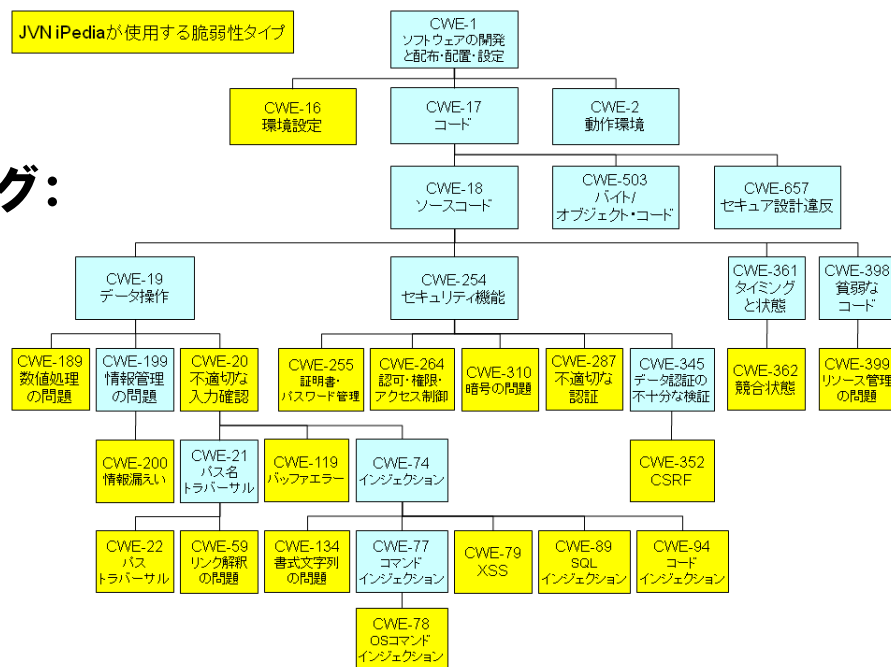 JVN iPediaが使用する脆弱性タイプ
CWE-1
ソフトウェアの開発
と配布・配置・設定
CWE-16
環境設定
CWE-17
コード
CWE-2
動作環境
グ:
CWE-18
ソースコード
CWE-503
バイト/
オブジェクト・コード
CWE-657
セキュア設計違反
CWE-19
データ操作
CWE-254
セキュリティ機能
CWE-361
タイミング
と状態
CWE-398
貧弱な
コード
CWE-189
数値処理
の問題
CWE-199
情報管理
の問題
CWE-20
不適切な
入力確認
CWE-255
証明書・
パスワード管理
CWE-264
認可・権限・
アクセス制御
CWE-310
暗号の問題
CWE-287
不適切な
認証
CWE-345
データ認証の
不十分な検証
CWE-362
競合状態
CWE-399
リソース管理
の問題
CWE-200
情報漏えい
CWE-21
パス名
トラバーサル
CWE-119
バッファエラー
CWE-74
インジェクション
CWE-352
CSRF
CWE-22
パス
トラバーサル
CWE-59
リンク解釈
の問題
CWE-134
書式文字列
の問題
CWE-77
コマンド
インジェクション
CWE-79
XSS
CWE-89
SQL
インジェクション
CWE-94
コード
インジェクション
CWE-78
OSコマンド
インジェクション